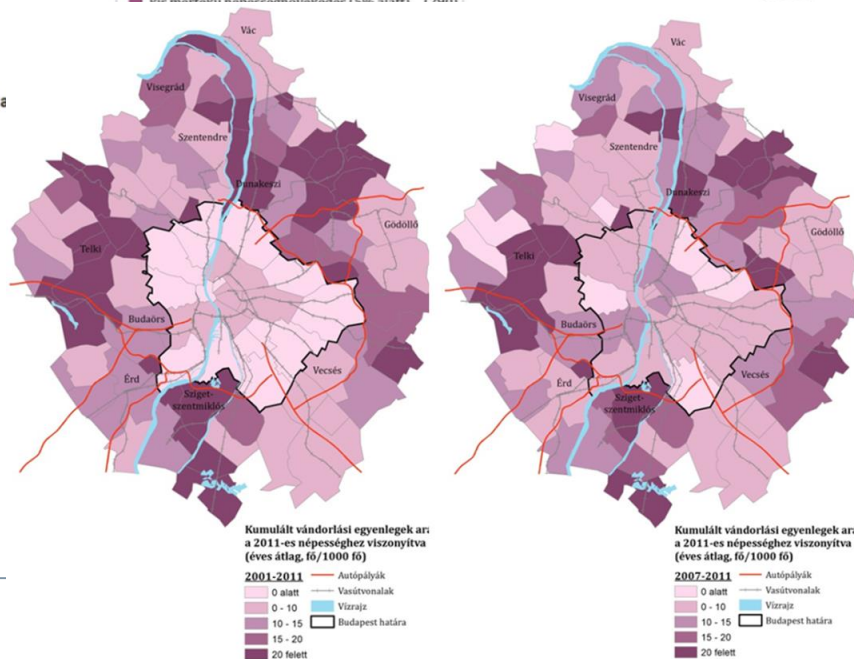 Vác
Visegrád
Szentendre
Dunakeszi
Gödöllő
Telki
Budaörs
Érd
Vecsés
Sziget-
szentmiklós
Kumulált vándorlási egyenlegek
a 2011-es népességhez viszonyítva
(éves átlag, fő/1000 fő)
2001-2011
0 alatt
0 - 10
10 - 15
15 - 20
20 felett
Autópályák
Vasútvonalak
Vízrajz
Budapest határa
Vác
Visegrád
Szentendre
Dunakeszi
Gödöllő
Telki
Budaörs
Érd
Vecsés
Sziget-
szentmiklós
Kumulált vándorlási egyenlegek
a 2011-es népességhez viszonyítva
(éves átlag, fő/1000 fő)
2007-2011
0 alatt
0 - 10
10 - 15
15 - 20
20 felett
Autópályák
Vasútvonalak
Vízrajz
Budapest határa